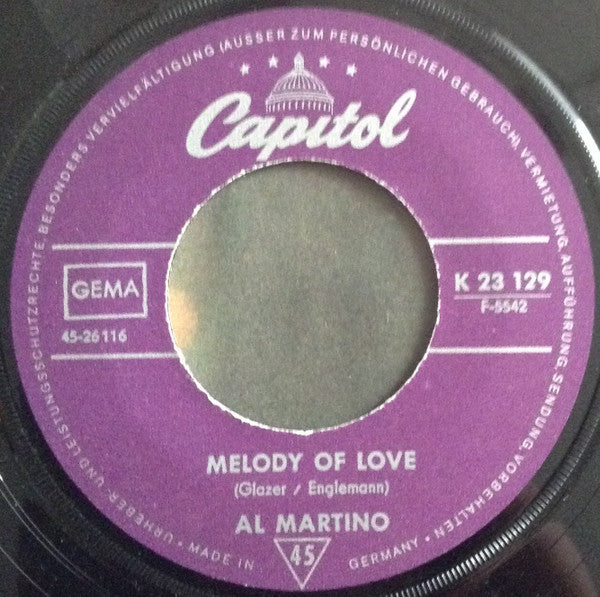 URHEBER- UND LEISTUNGSSCHUTZRECHTE, BESONDERS VERVIELFÄLTIGUNG (AUSSER ZUM PERSÖNLICHEN GEBRAUCH), VERMIETUNG, AUFFÜHRUNG, SENDUNG, VORBEHALTEN
Capitol
GEMA
45-26116
K 23 129
F-5542
MELODY OF LOVE
(Glazer / Englemann)
AL MARTINO
• MADE IN
45
GERMANY •